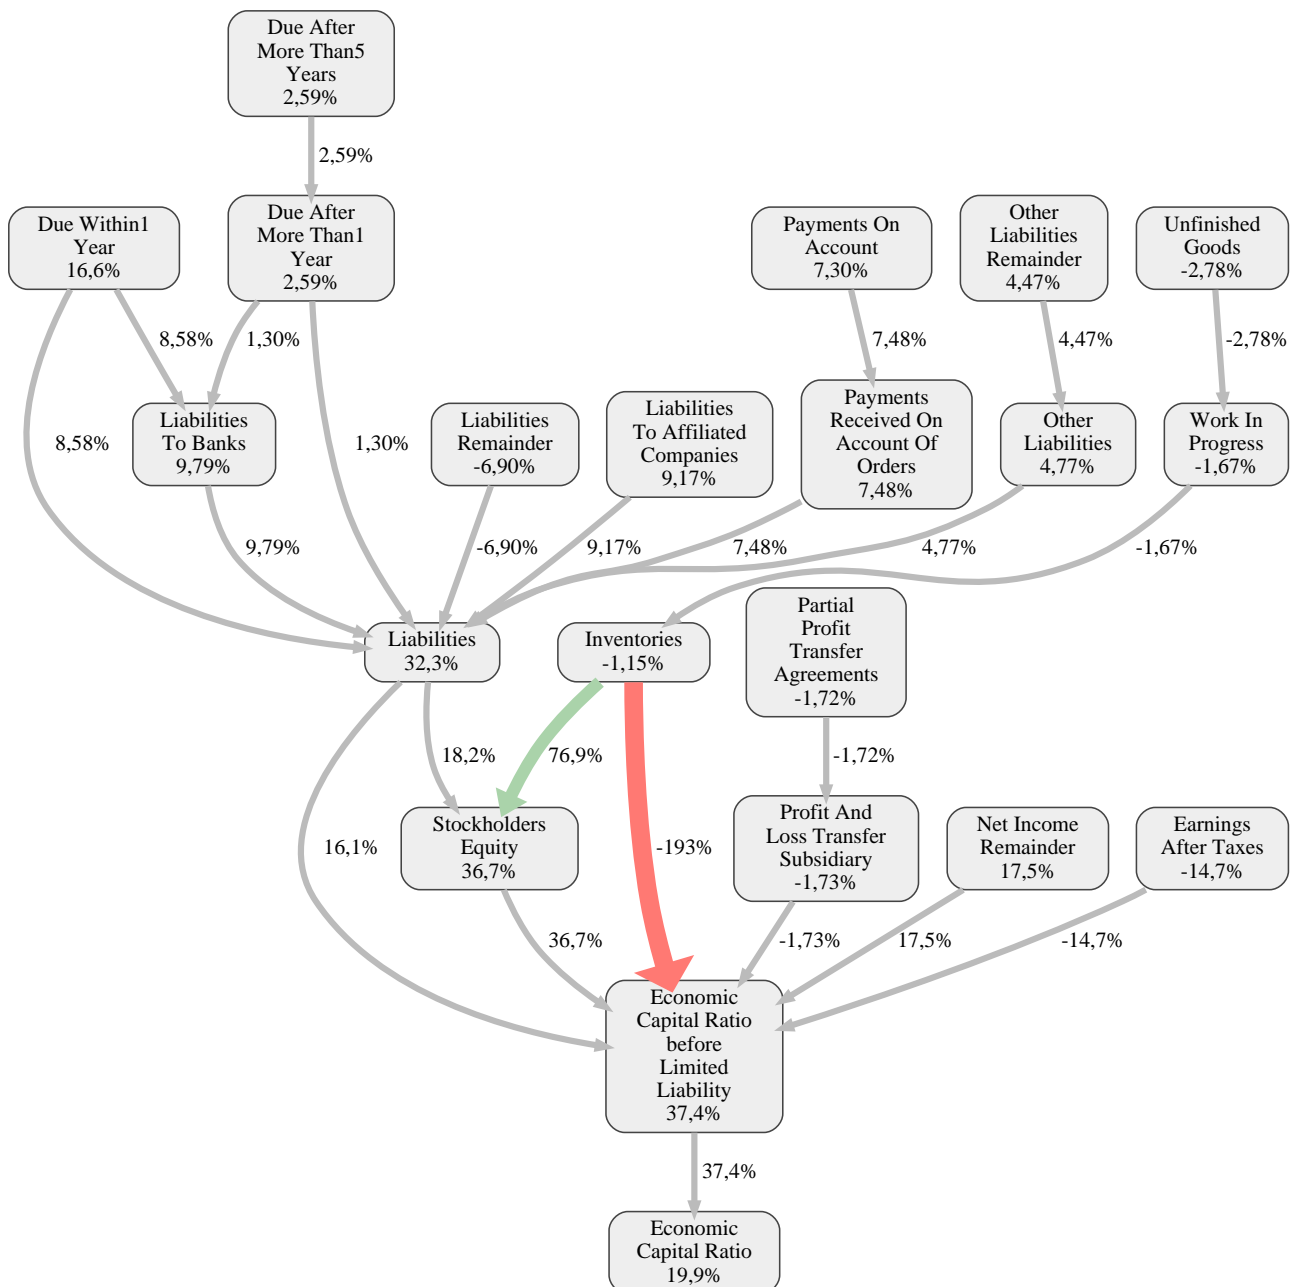 Due After
More Than5
Years
2,59%
2,59%
Due Within1
Year
16,6%
Due After
More Than1
Year
2,59%
Payments On
Account
7,30%
Other
Liabilities
Remainder
4,47%
Unfinished
Goods
-2,78%
8,58%
1,30%
7,48%
4,47%
-2,78%
Liabilities
To Banks
9,79%
Liabilities
Remainder
-6,90%
Liabilities
To Affiliated
Companies
9,17%
Payments
Received On
Account Of
Orders
7,48%
Other
Liabilities
4,77%
Work In
Progress
-1,67%
8,58%
1,30%
9,79%
-6,90%
9,17%
7,48%
4,77%
-1,67%
Liabilities
32,3%
Inventories
-1,15%
Partial
Profit
Transfer
Agreements
-1,72%
18,2%
76,9%
-1,72%
Stockholders
Equity
36,7%
Profit And
Loss Transfer
Subsidiary
-1,73%
Net Income
Remainder
17,5%
Earnings
After Taxes
-14,7%
16,1%
-193%
36,7%
-1,73%
17,5%
-14,7%
Economic
Capital Ratio
before
Limited
Liability
37,4%
37,4%
Economic
Capital Ratio
19,9%